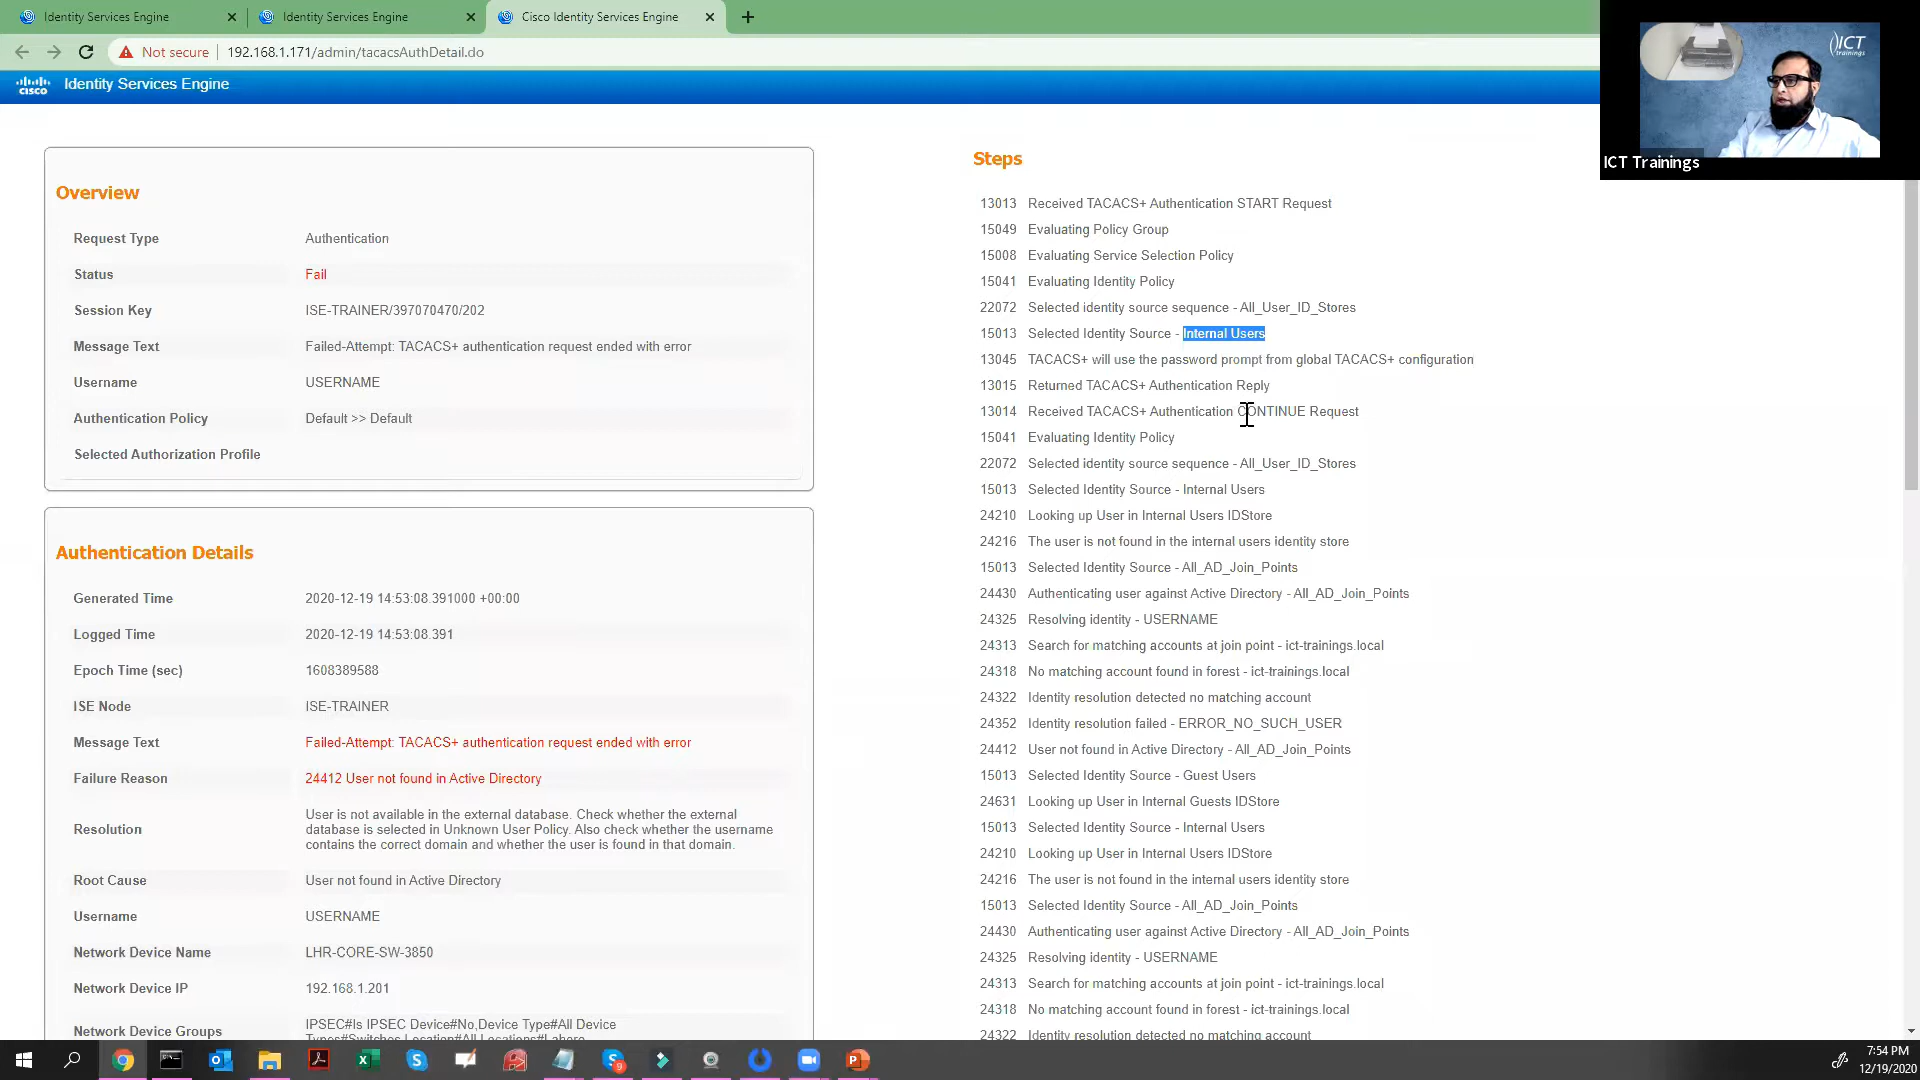 Identity Services Engine
Identity Services Engine
Cisco Identity Services Engine
Not secure
192.168.1.171/admin/tacacsAuthDetail.do
cisco
Identity Services Engine
ICT
trainings
ICT Trainings
Overview
Request Type Authentication
Status Fail
Session Key ISE-TRAINER/397070470/202
Message Text Failed-Attempt: TACACS+ authentication request ended with error
Username USERNAME
Authentication Policy Default >> Default
Selected Authorization Profile
Authentication Details
Generated Time 2020-12-19 14:53:08.391000 +00:00
Logged Time 2020-12-19 14:53:08.391
Epoch Time (sec) 1608389588
ISE Node ISE-TRAINER
Message Text Failed-Attempt: TACACS+ authentication request ended with error
Failure Reason 24412 User not found in Active Directory
Resolution
User is not available in the external database. Check whether the external
database is selected in Unknown User Policy. Also check whether the username
contains the correct domain and whether the user is found in that domain.
Root Cause User not found in Active Directory
Username USERNAME
Network Device Name LHR-CORE-SW-3850
Network Device IP 192.168.1.201
Network Device Groups
IPSEC#Is IPSEC Device#No,Device Type#All Device
Types#Switches,Location#All Locations#Lahore
Steps
13013 Received TACACS+ Authentication START Request
15049 Evaluating Policy Group
15008 Evaluating Service Selection Policy
15041 Evaluating Identity Policy
22072 Selected identity source sequence - All_User_ID_Stores
15013 Selected Identity Source - Internal Users
13045 TACACS+ will use the password prompt from global TACACS+ configuration
13015 Returned TACACS+ Authentication Reply
13014 Received TACACS+ Authentication CONTINUE Request
15041 Evaluating Identity Policy
22072 Selected identity source sequence - All_User_ID_Stores
15013 Selected Identity Source - Internal Users
24210 Looking up User in Internal Users IDStore
24216 The user is not found in the internal users identity store
15013 Selected Identity Source - All_AD_Join_Points
24430 Authenticating user against Active Directory - All_AD_Join_Points
24325 Resolving identity - USERNAME
24313 Search for matching accounts at join point - ict-trainings.local
24318 No matching account found in forest - ict-trainings.local
24322 Identity resolution detected no matching account
24352 Identity resolution failed - ERROR_NO_SUCH_USER
24412 User not found in Active Directory - All_AD_Join_Points
15013 Selected Identity Source - Guest Users
24631 Looking up User in Internal Guests IDStore
15013 Selected Identity Source - Internal Users
24210 Looking up User in Internal Users IDStore
24216 The user is not found in the internal users identity store
15013 Selected Identity Source - All_AD_Join_Points
24430 Authenticating user against Active Directory - All_AD_Join_Points
24325 Resolving identity - USERNAME
24313 Search for matching accounts at join point - ict-trainings.local
24318 No matching account found in forest - ict-trainings.local
24322 Identity resolution detected no matching account
7:54 PM
12/19/2020